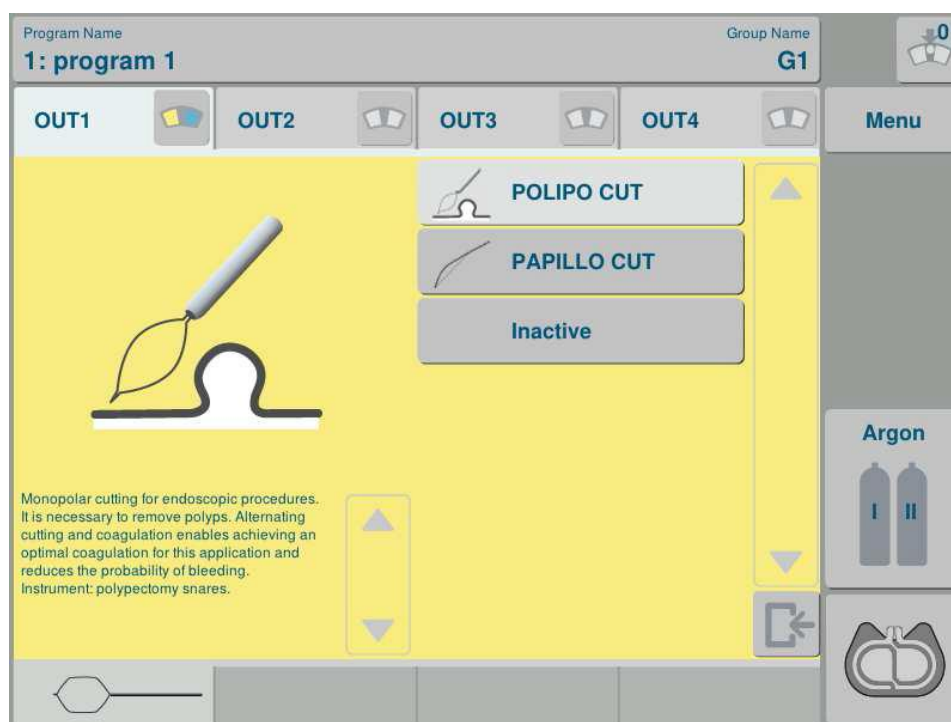 Program Name
1: program 1
Group Name
G1
0
OUT1
OUT2
OUT3
OUT4
Menu
POLIPO CUT
PAPILLO CUT
Inactive
Argon
I II
Monopolar cutting for endoscopic procedures.
It is necessary to remove polyps. Alternating
cutting and coagulation enables achieving an
optimal coagulation for this application and
reduces the probability of bleeding.
Instrument: polypectomy snares.